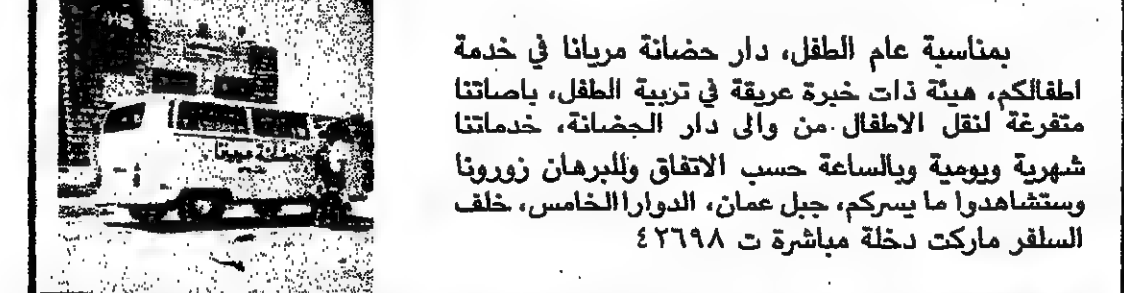 بمناسبة عام الطفل، دار حضانة مريانا في خدمة
اطفالكم، هيئة ذات خبرة عريقة في تربية الطفل، باصاتنا
متفرغة لنقل الاطفال من والى دار الحضانة، خدماتنا
شهرية ويومية وبالساعة حسب الاتفاق وللبرهان زورونا
وستشاهدوا ما يسركم، جبل عمان، الدوار الخامس، خلف
السلفر ماركت دخلة مباشرة ت ٤٢٦٩٨
حضانة